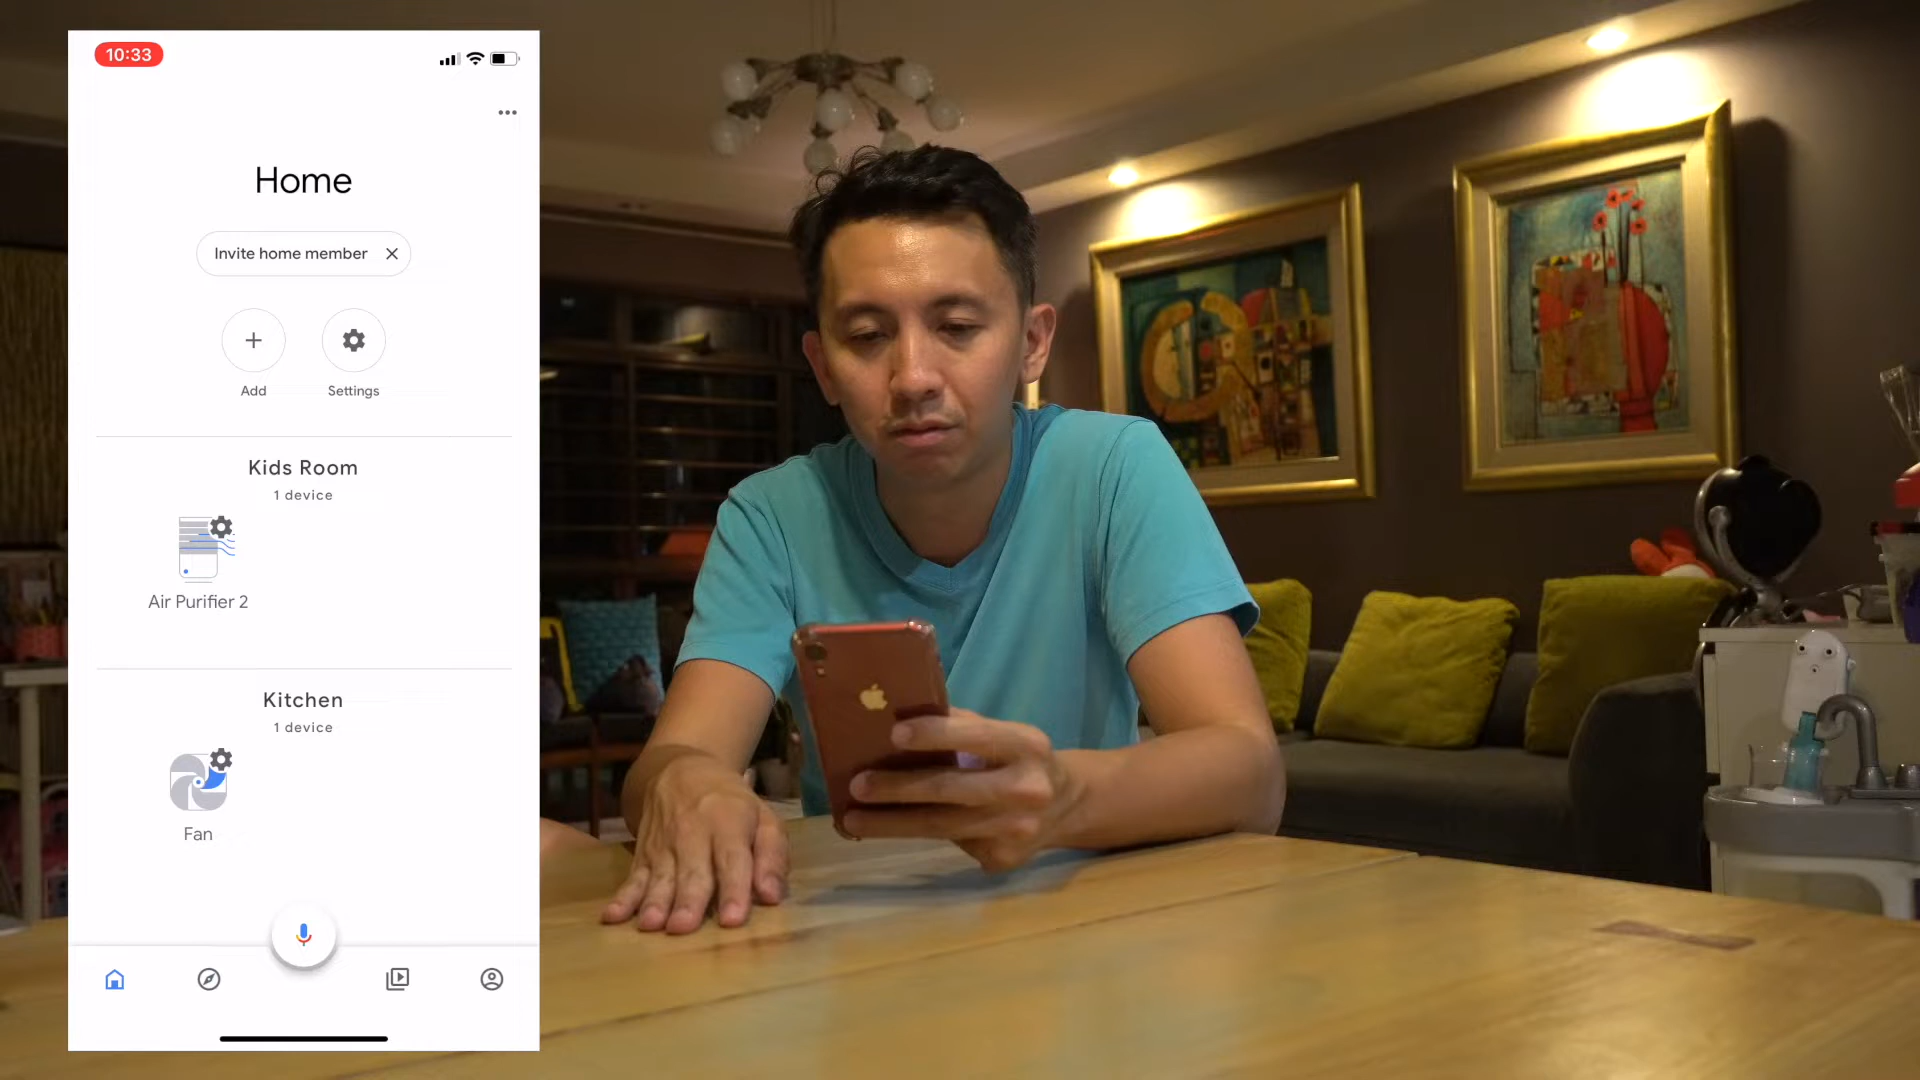 10:33
Home
Invite home member
Add
Settings
Kids Room
1 device
Air Purifier 2
Kitchen
1 device
Fan